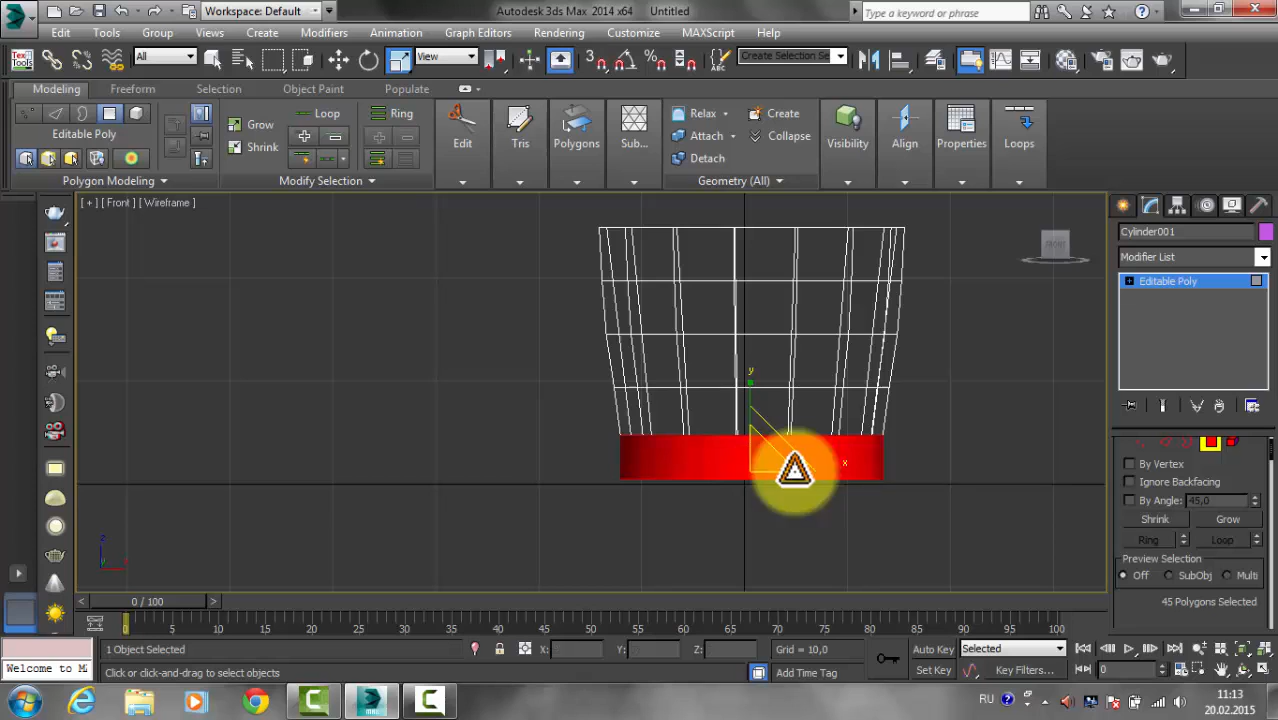 Workspace: Default
Autodesk 3ds Max 2014 x64 Untitled
Type a keyword or phrase
Edit Tools Group Views Create Modifiers Animation Graph Editors Rendering Customize MAXScript Help
All View Create Selection Se
Modeling Freeform Selection Object Paint Populate
Loop Ring Relax Create
Grow Attach Collapse
Editable Poly Shrink Edit Tris Polygons Sub... Detach Visibility Align Properties Loops
Polygon Modeling Modify Selection Geometry (All)
[ + ] [ Front ] [ Wireframe ]
FRONT
Cylinder001
Modifier List
Editable Poly
y
x
z
By Vertex
Ignore Backfacing
By Angle: 45,0
Shrink Grow
Ring Loop
Preview Selection
Off SubObj Multi
45 Polygons Selected
0 / 100
0 5 10 15 20 25 30 35 40 45 50 55 60 65 70 75 80 85 90 95 100
1 Object Selected X: Y: Z: Grid = 10,0 Auto Key Selected
Welcome to M Click or click-and-drag to select objects Add Time Tag Set Key Key Filters... 0
RU 11:13
20.02.2015